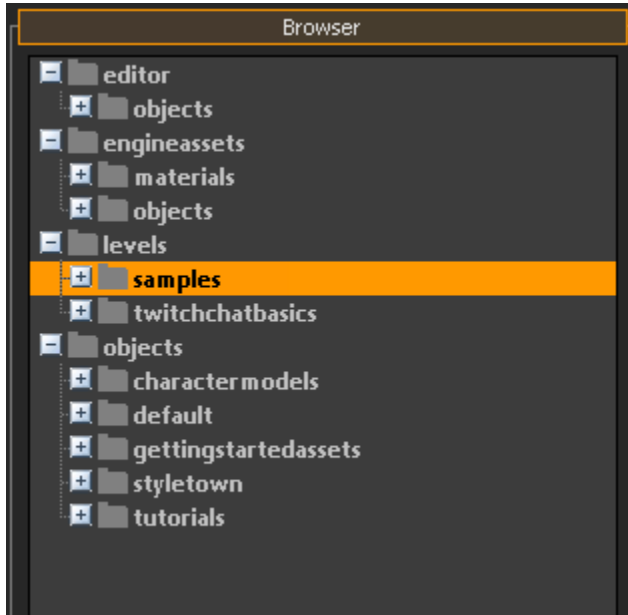 Browser
editor
objects
engineassets
materials
objects
levels
samples
twitchchatbasics
objects
charactermodels
default
gettingstartedassets
styletown
tutorials